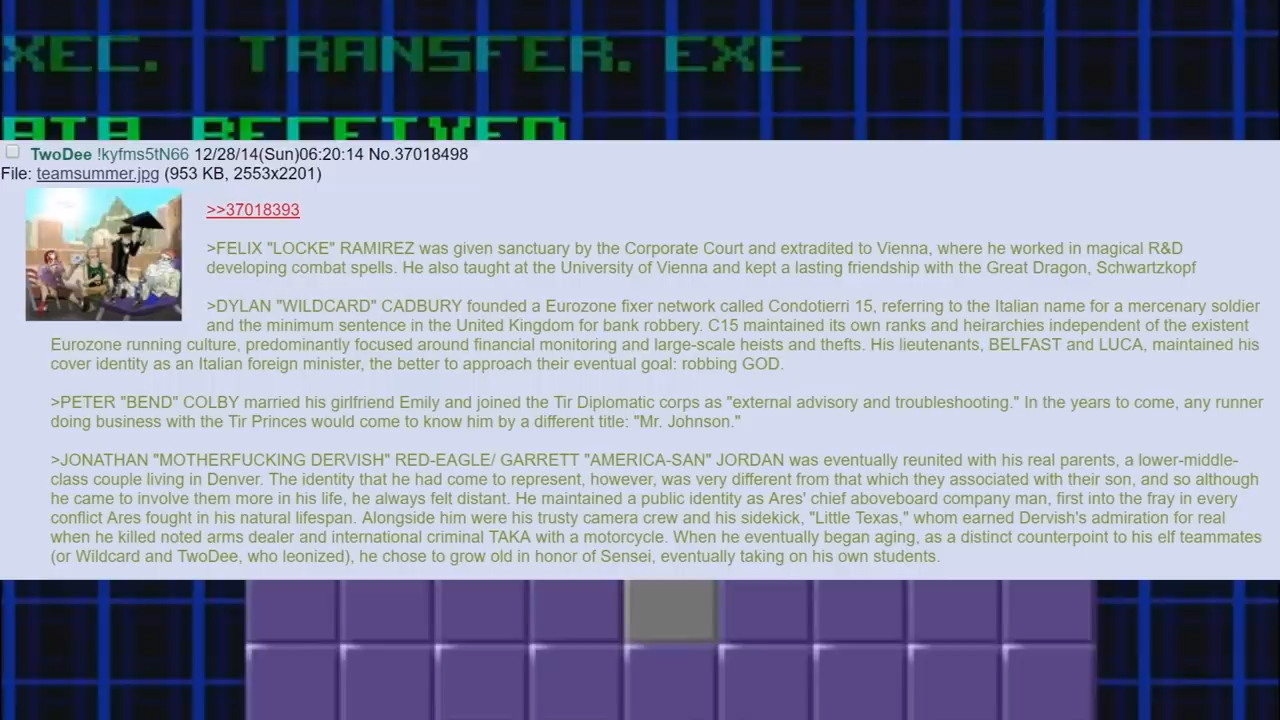 XEC. TRANSFER. EXE
ATA RECEIVED
TwoDee !kyfms5tN66 12/28/14(Sun)06:20:14 No.37018498
File: teamsummer.jpg (953 KB, 2553x2201)
>>37018393
>FELIX "LOCKE" RAMIREZ was given sanctuary by the Corporate Court and extradited to Vienna, where he worked in magical R&D
developing combat spells. He also taught at the University of Vienna and kept a lasting friendship with the Great Dragon, Schwartzkopf
>DYLAN "WILDCARD" CADBURY founded a Eurozone fixer network called Condotierri 15, referring to the Italian name for a mercenary soldier
and the minimum sentence in the United Kingdom for bank robbery. C15 maintained its own ranks and heirarchies independent of the existent
Eurozone running culture, predominantly focused around financial monitoring and large-scale heists and thefts. His lieutenants, BELFAST and LUCA, maintained his
cover identity as an Italian foreign minister, the better to approach their eventual goal: robbing GOD.
>PETER "BEND" COLBY married his girlfriend Emily and joined the Tir Diplomatic corps as "external advisory and troubleshooting." In the years to come, any runner
doing business with the Tir Princes would come to know him by a different title: "Mr. Johnson."
>JONATHAN "MOTHERFUCKING DERVISH" RED-EAGLE/ GARRETT "AMERICA-SAN" JORDAN was eventually reunited with his real parents, a lower-middle-
class couple living in Denver. The identity that he had come to represent, however, was very different from that which they associated with their son, and so although
he came to involve them more in his life, he always felt distant. He maintained a public identity as Ares' chief aboveboard company man, first into the fray in every
conflict Ares fought in his natural lifespan. Alongside him were his trusty camera crew and his sidekick, "Little Texas," whom earned Dervish's admiration for real
when he killed noted arms dealer and international criminal TAKA with a motorcycle. When he eventually began aging, as a distinct counterpoint to his elf teammates
(or Wildcard and TwoDee, who leonized), he chose to grow old in honor of Sensei, eventually taking on his own students.